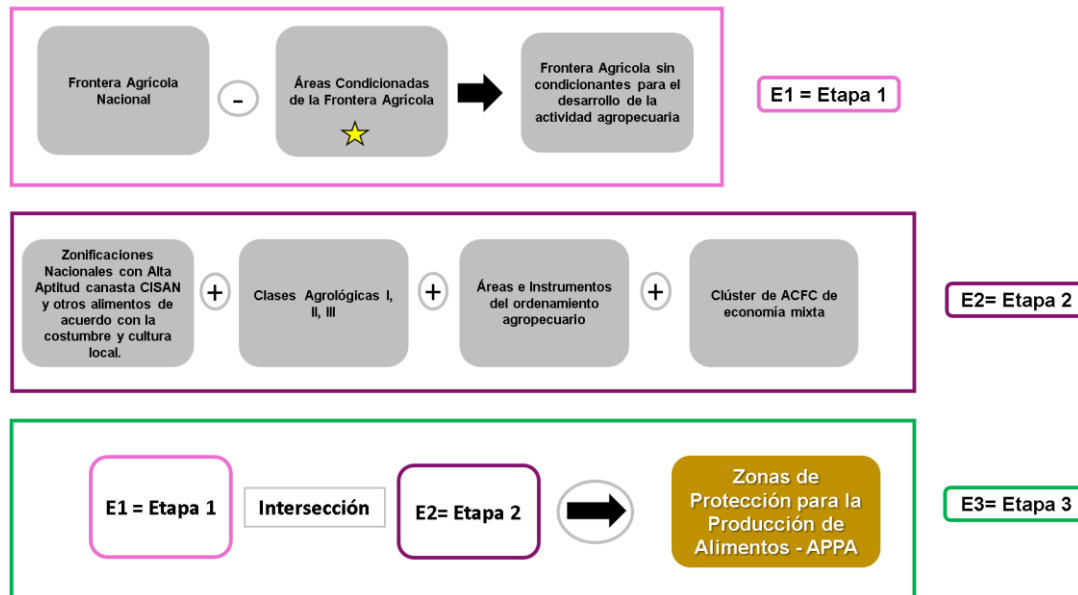 Frontera Agrícola
Nacional
-
Áreas Condicionadas
de la Frontera Agrícola
Frontera Agrícola sin
condicionantes para el
desarrollo de la
actividad agropecuaria
E1 = Etapa 1
Zonificaciones
Nacionales con Alta
Aptitud canasta CISAN
y otros alimentos de
acuerdo con la
costumbre y cultura
local.
+
Clases Agrológicas I,
II, III
+
Áreas e Instrumentos
del ordenamiento
agropecuario
+
Clúster de ACFC de
economía mixta
E2= Etapa 2
E1 = Etapa 1
Intersección
E2= Etapa 2
Zonas de
Protección para la
Producción de
Alimentos - APPA
E3= Etapa 3